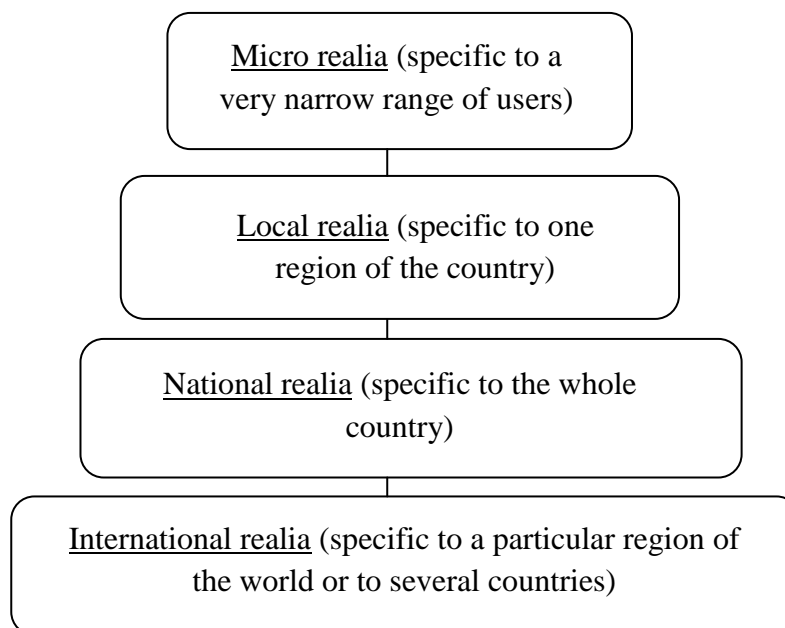 Micro realia (specific to a
very narrow range of users)
Local realia (specific to one
region of the country)
National realia (specific to the whole
country)
International realia (specific to a particular region of
the world or to several countries)